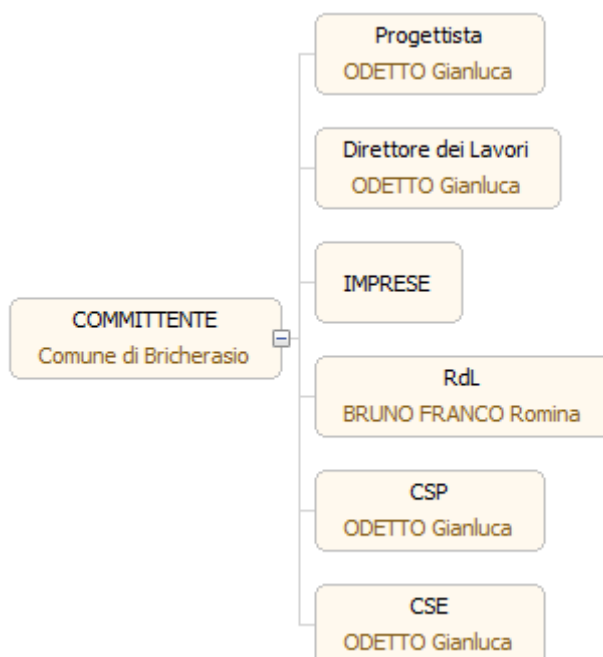 Progettista
ODETTO Gianluca
Direttore dei Lavori
ODETTO Gianluca
IMPRESE
COMMITTENTE
Comune di Bricherasio
RdL
BRUNO FRANCO Romina
CSP
ODETTO Gianluca
CSE
ODETTO Gianluca